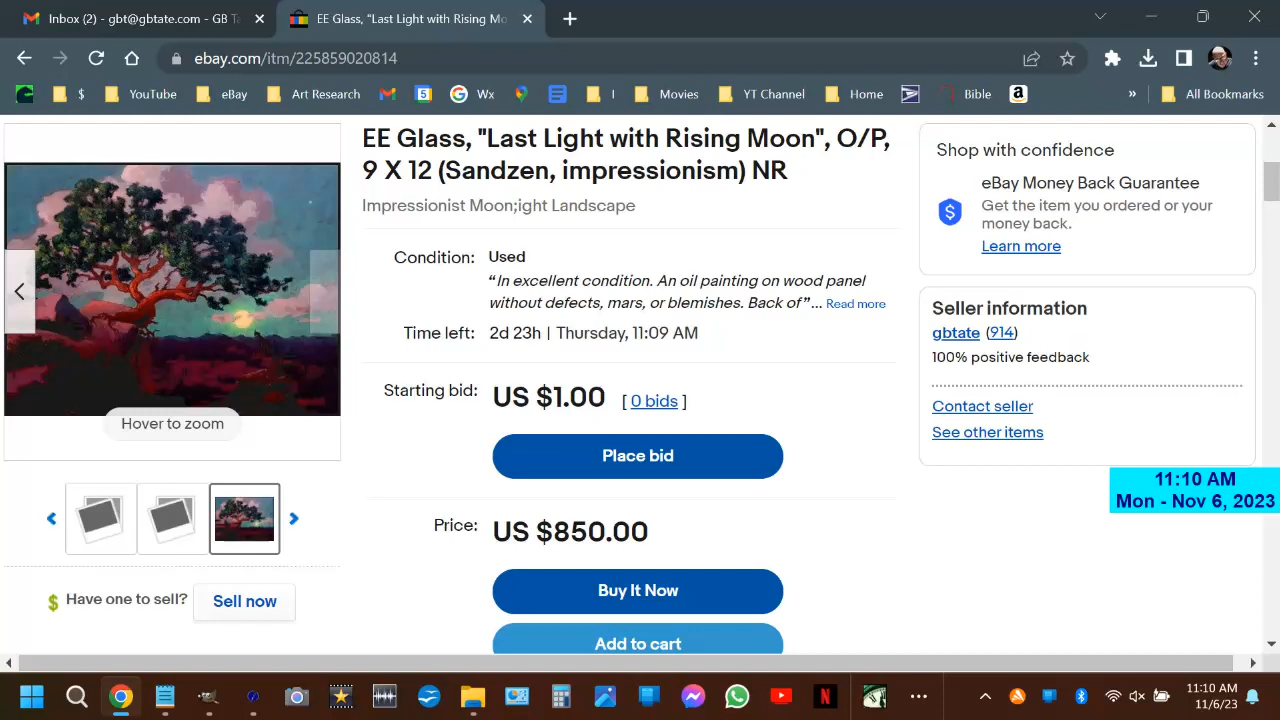 Inbox (2) - gbt@gbtate.com - GB Ta
EE Glass, "Last Light with Rising Mo
ebay.com/itm/225859020814
$
YouTube
eBay
Art Research
5
Wx
I
Movies
YT Channel
Home
Bible
a
»
All Bookmarks
EE Glass, "Last Light with Rising Moon", O/P,
9 X 12 (Sandzen, impressionism) NR
Impressionist Moon;ight Landscape
Condition: Used
“In excellent condition. An oil painting on wood panel
without defects, mars, or blemishes. Back of”... Read more
Time left: 2d 23h | Thursday, 11:09 AM
Starting bid: US $1.00 [ 0 bids ]
Place bid
Price: US $850.00
Buy It Now
Add to cart
Hover to zoom
$ Have one to sell? Sell now
Shop with confidence
$
eBay Money Back Guarantee
Get the item you ordered or your
money back.
Learn more
Seller information
gbtate (914)
100% positive feedback
Contact seller
See other items
11:10 AM
Mon - Nov 6, 2023
N
11:10 AM
11/6/23